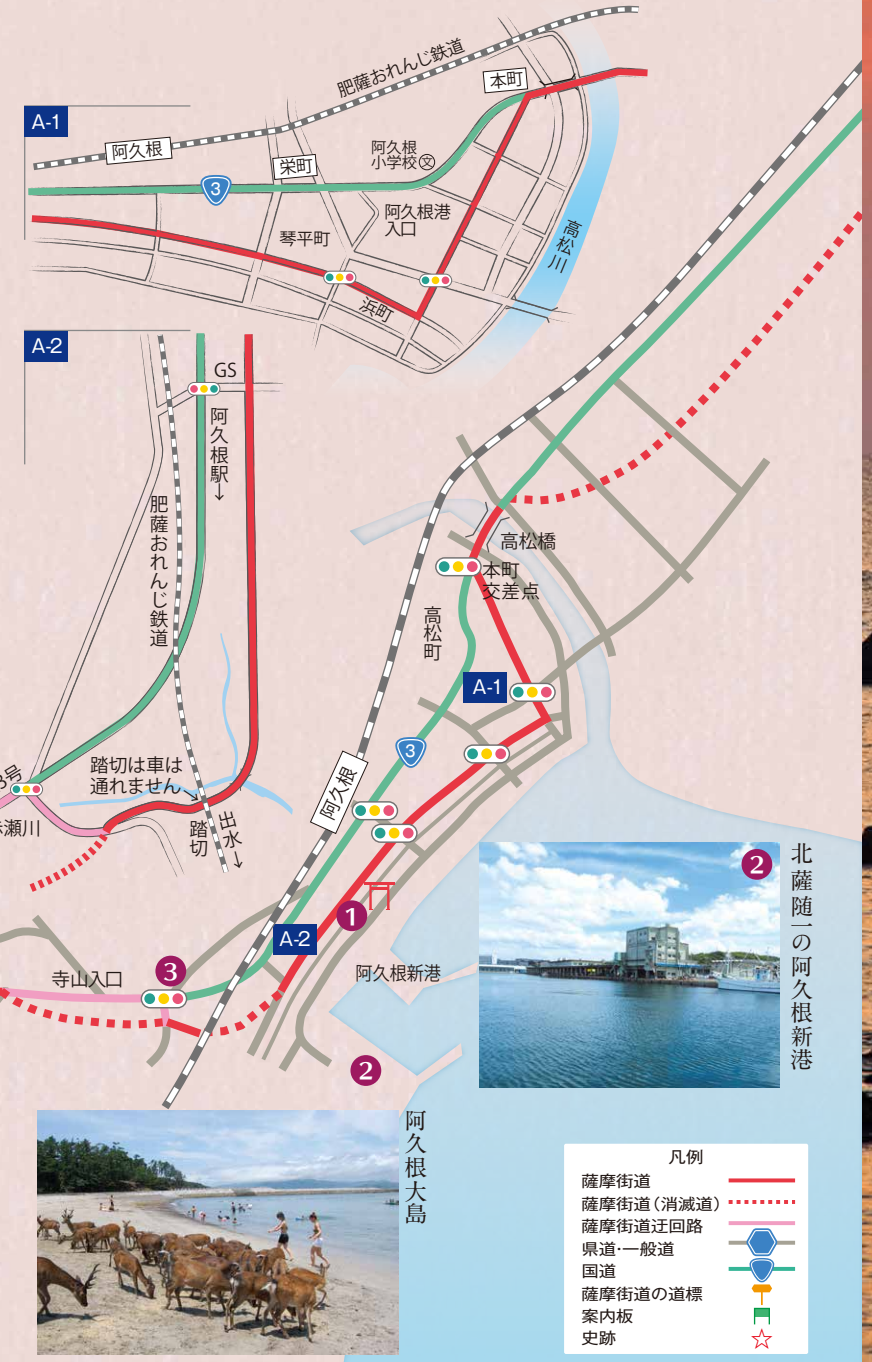 肥薩おれんじ鉄道
本町
A-1
阿久根
栄町
阿久根
小学校
文
3
阿久根港
入口
琴平町
高松川
浜町
A-2
GS
阿久根駅→
肥薩おれんじ鉄道
踏切は車は
通れません
3号
瀬川
踏切
出水→
高松橋
本町
交差点
高松町
A-1
3
阿久根
1
A-2
寺山入口
3
阿久根新港
2
2
北薩随一の阿久根新港
阿久根大島
凡例
薩摩街道
薩摩街道(消滅道)
薩摩街道迂回路
県道·一般道
国道
薩摩街道の道標
案内板
史跡